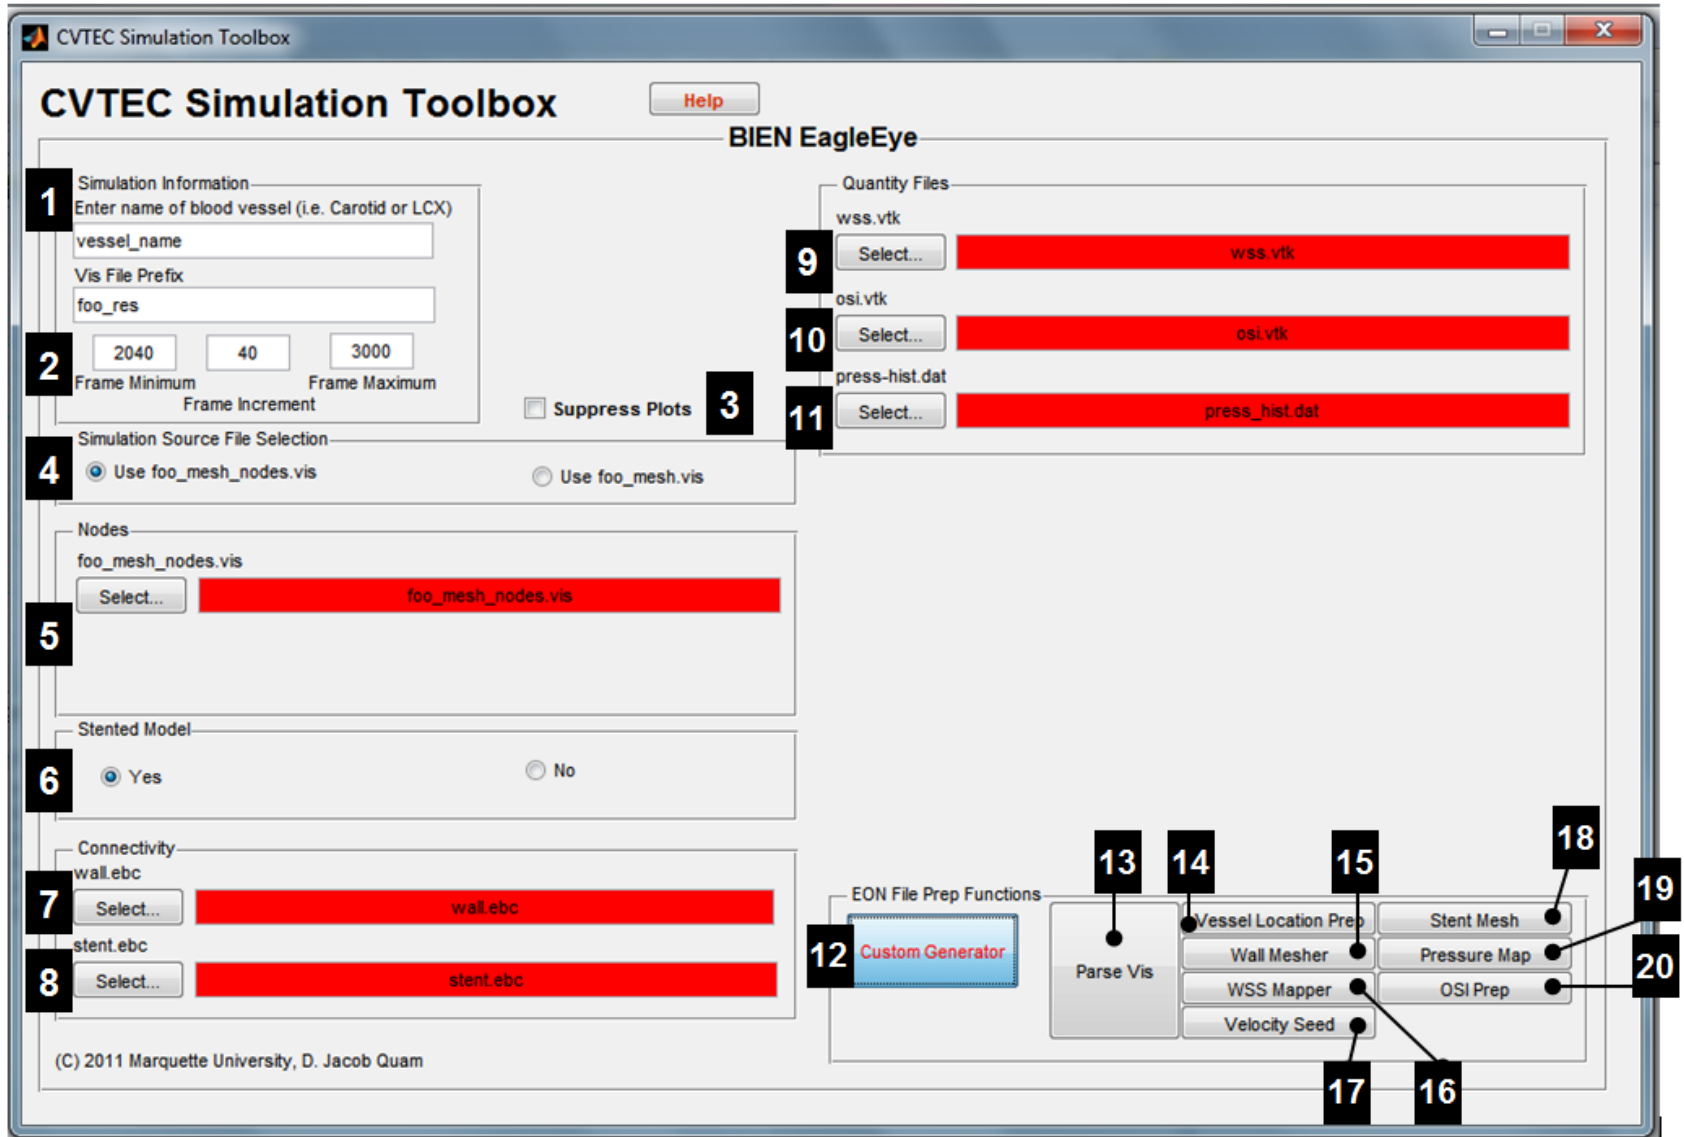 CVTEC Simulation Toolbox
CVTEC Simulation Toolbox
Help
BIEN EagleEye
1
Simulation Information
Enter name of blood vessel (i.e. Carotid or LCX)
vessel_name
Vis File Prefix
foo_res
2
2040
40
3000
Frame Minimum
Frame Maximum
Frame Increment
Suppress Plots
3
Simulation Source File Selection
4
Use foo_mesh_nodes.vis
Use foo_mesh.vis
Nodes
foo_mesh_nodes.vis
Select...
foo_mesh_nodes.vis
5
Stented Model
6
Yes
No
Connectivity
wall.ebc
7
Select...
wall.ebc
stent.ebc
8
Select...
stent.ebc
(C) 2011 Marquette University, D. Jacob Quam
Quantity Files
wss.vtk
9
Select...
wss.vtk
osi.vtk
10
Select...
osi.vtk
press-hist.dat
11
Select...
press_hist.dat
EON File Prep Functions
12
Custom Generator
13
14
15
18
19
20
Parse Vis
Vessel Location Prep
Stent Mesh
Wall Mesher
Pressure Map
WSS Mapper
OSI Prep
Velocity Seed
17
16